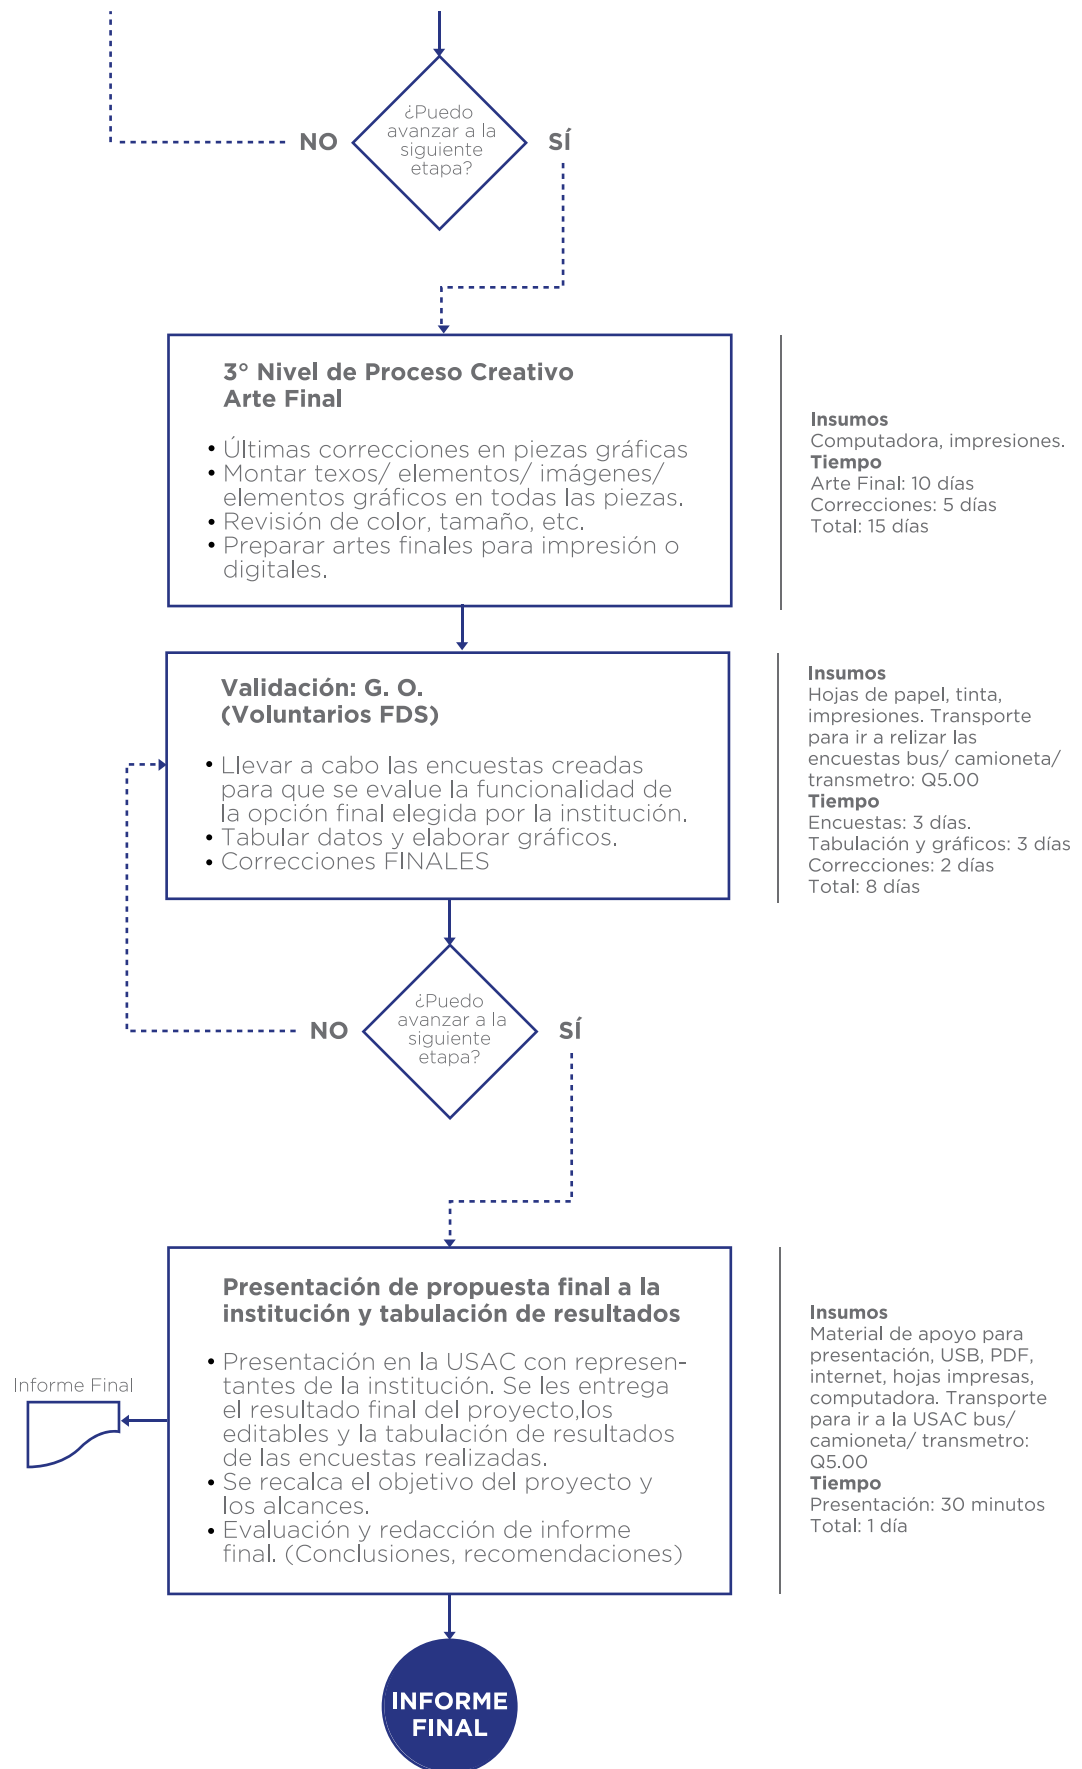 ¿Puedo
avanzar a la
siguiente
etapa?
NO
SÍ
3° Nivel de Proceso Creativo
Arte Final
• Últimas correcciones en piezas gráficas
• Montar texos/ elementos/ imágenes/
elementos gráficos en todas las piezas.
• Revisión de color, tamaño, etc.
• Preparar artes finales para impresión o
digitales.
Insumos
Computadora, impresiones.
Tiempo
Arte Final: 10 días
Correcciones: 5 días
Total: 15 días
Validación: G. O.
(Voluntarios FDS)
• Llevar a cabo las encuestas creadas
para que se evalue la funcionalidad de
la opción final elegida por la institución.
• Tabular datos y elaborar gráficos.
• Correcciones FINALES
Insumos
Hojas de papel, tinta,
impresiones. Transporte
para ir a relizar las
encuestas bus/ camioneta/
transmetro: Q5.00
Tiempo
Encuestas: 3 días.
Tabulación y gráficos: 3 días
Correcciones: 2 días
Total: 8 días
¿Puedo
avanzar a la
siguiente
etapa?
NO
SÍ
Presentación de propuesta final a la
institución y tabulación de resultados
• Presentación en la USAC con represen-
tantes de la institución. Se les entrega
el resultado final del proyecto,los
editables y la tabulación de resultados
de las encuestas realizadas.
• Se recalca el objetivo del proyecto y
los alcances.
• Evaluación y redacción de informe
final. (Conclusiones, recomendaciones)
Informe Final
Insumos
Material de apoyo para
presentación, USB, PDF,
internet, hojas impresas,
computadora. Transporte
para ir a la USAC bus/
camioneta/ transmetro:
Q5.00
Tiempo
Presentación: 30 minutos
Total: 1 día
INFORME
FINAL